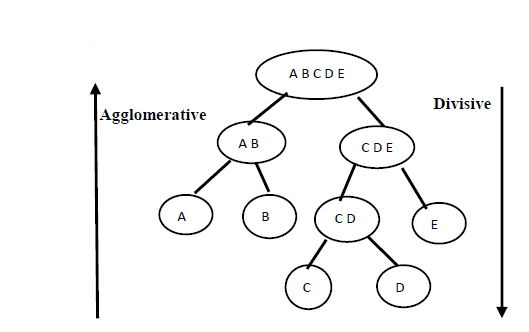 A B C D E
Agglomerative
Divisive
A B
C D E
A
B
C D
E
C
D